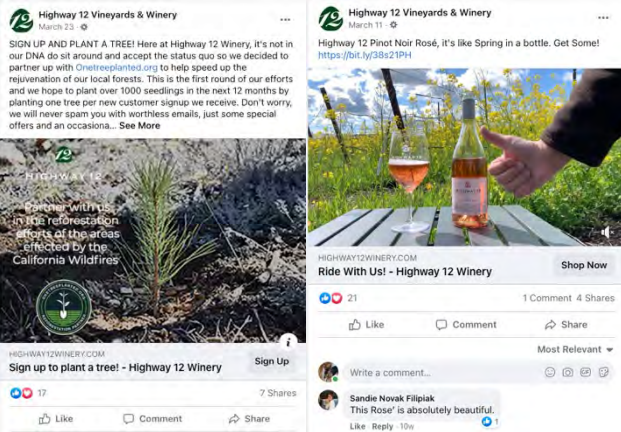 Highway 12 Vineyards & Winery
March 23
SIGN UP AND PLANT A TREE! Here at Highway 12 Winery, it's not in
our DNA do sit around and accept the status quo so we decided to
partner up with Onetreeplanted.org to help speed up the
rejuvenation of our local forests. This is the first round of our efforts
and we hope to plant over 1000 seedlings in the next 12 months by
planting one tree per new customer signup we receive. Don't worry,
we will never spam you with worthless emails, just some special
offers and an occasiona... See More
12
HIGHWAY 12
Partner with us
in the reforestation
efforts of the areas
effected by the
California Wildfires
HIGHWAY12WINERY.COM
Sign up to plant a tree! - Highway 12 Winery
Sign Up
17
7 Shares
Like
Comment
Share
Highway 12 Vineyards & Winery
March 11
Highway 12 Pinot Noir Rosé, it's like Spring in a bottle. Get Some!
https://bit.ly/38s21PH
HIGHWAY12WINERY.COM
Ride With Us! - Highway 12 Winery
Shop Now
21
1 Comment 4 Shares
Like
Comment
Share
Most Relevant
Write a comment...
Sandie Novak Filipiak
This Rose' is absolutely beautiful.
1
Like Reply 10w